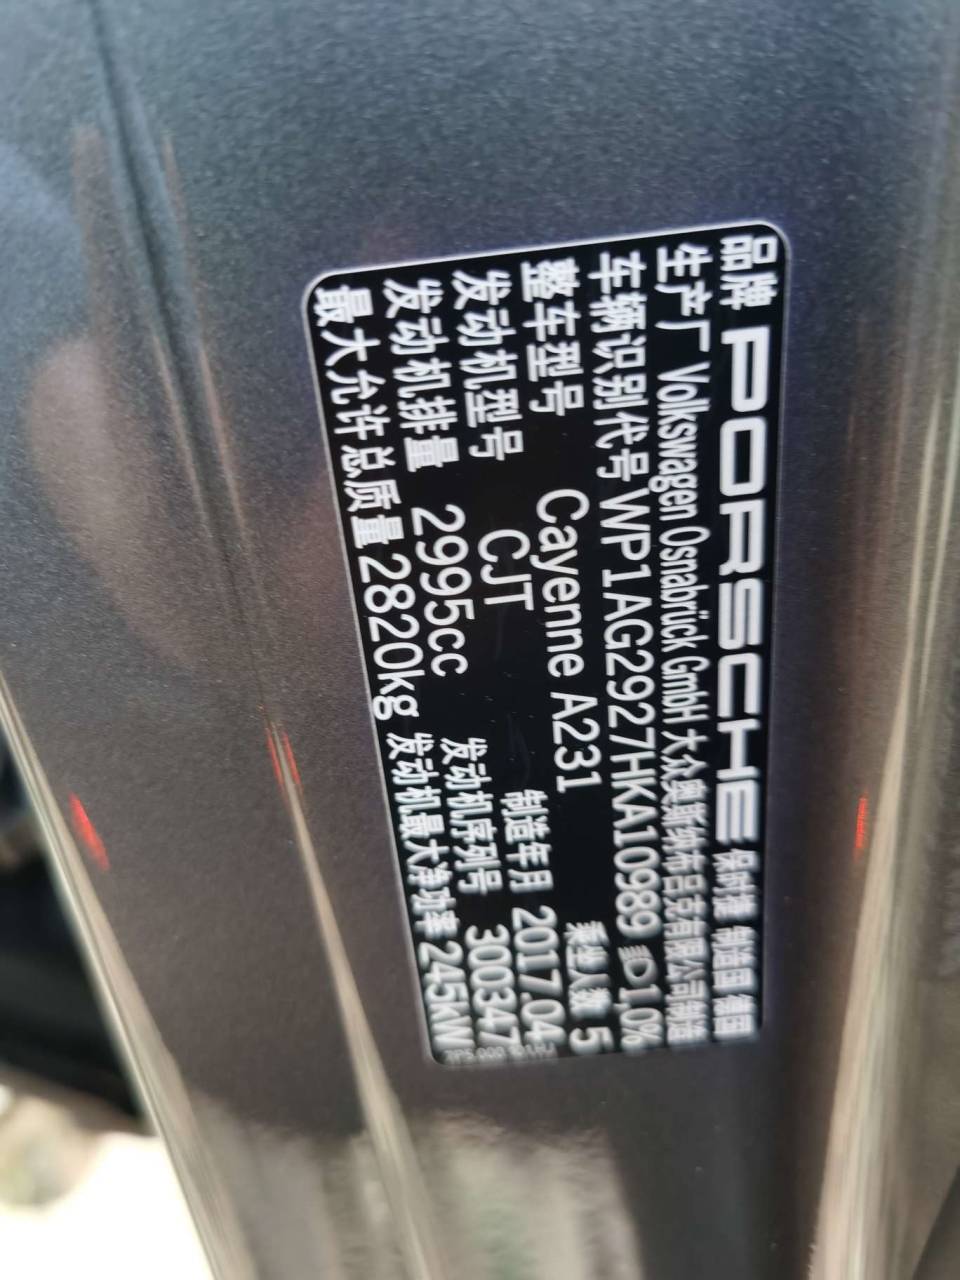 品牌 PORSCHE 保时捷 制造国 德国
生产厂 Volkswagen Osnabrück GmbH 大众奥斯纳布吕克有限公司制造
车辆识别代号 WP1AG2927HKA10989 1,0%
整车型号 Cayenne A231 乘坐人数 5
发动机型号 CJT 制造年月 2017.04
发动机排量 2995cc 发动机序列号 300347
最大允许总质量 2820kg 发动机最大净功率 245kW